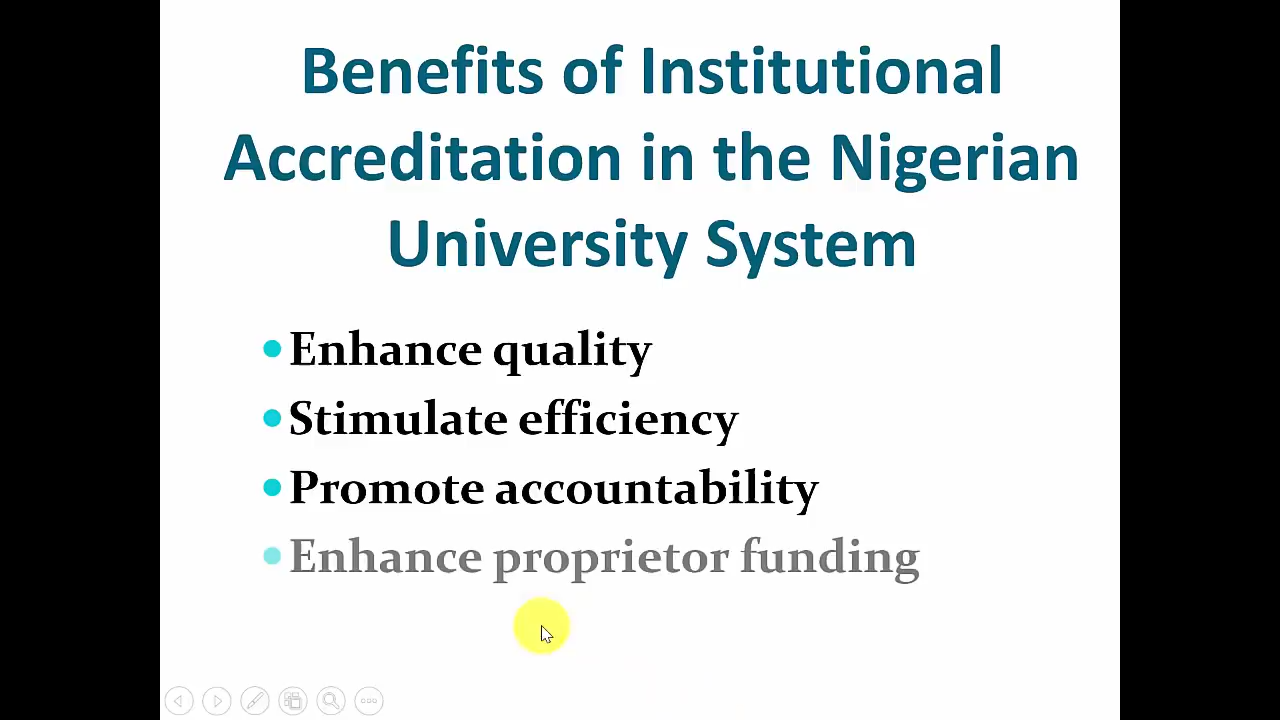 Benefits of Institutional
Accreditation in the Nigerian
University System
Enhance quality
Stimulate efficiency
Promote accountability
Enhance proprietor funding